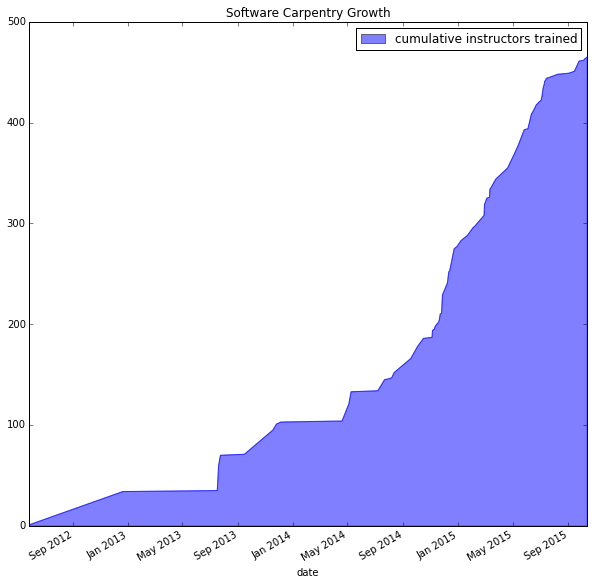 Software Carpentry Growth
cumulative instructors trained
500
400
300
200
100
0
Sep 2012
Jan 2013
May 2013
Sep 2013
Jan 2014
May 2014
Sep 2014
Jan 2015
May 2015
Sep 2015
date